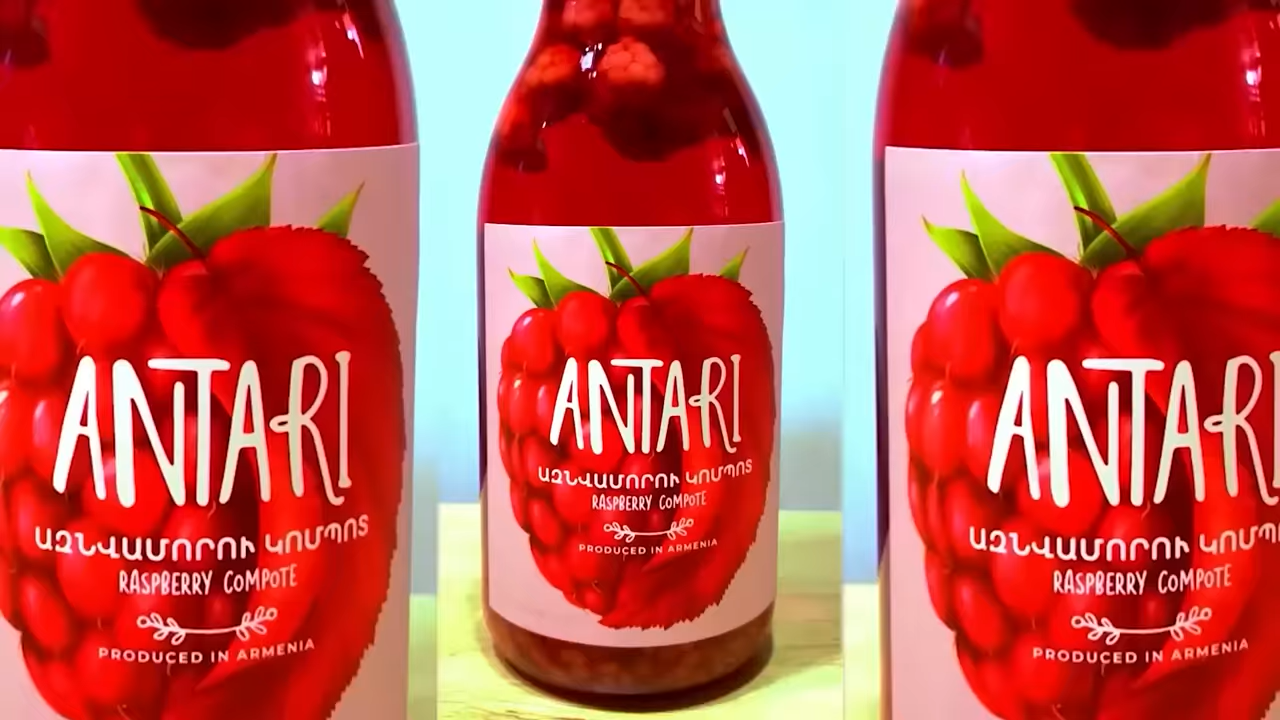 ANTARI
ԱԶՆՎԱՄՈՐՈՒ ԿՈՄՊՈՏ
RASPBERRY COMPOTE
PRODUCED IN ARMENIA
ANTARI
ԱԶՆՎԱՄՈՐՈՒ ԿՈՄՊՈՏ
RASPBERRY COMPOTE
PRODUCED IN ARMENIA
ANTARI
ԱԶՆՎԱՄՈՐՈՒ
RASPBERRY COMPOTE
PRODUCED IN ARMENIA